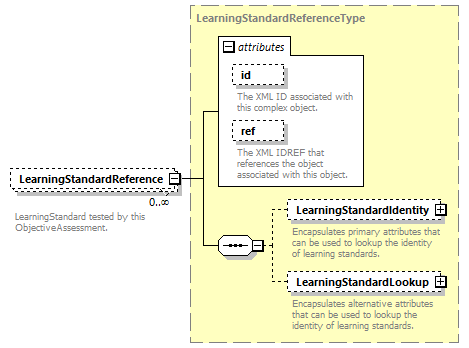 LearningStandardReferenceType
attributes
id
The XML ID associated with
this complex object.
ref
The XML IDREF that
references the object
associated with this object.
LearningStandardReference
0..∞
LearningStandard tested by this
ObjectiveAssessment.
LearningStandardIdentity
Encapsulates primary attributes that
can be used to lookup the identity
of learning standards.
LearningStandardLookup
Encapsulates alternative attributes
that can be used to lookup the
identity of learning standards.